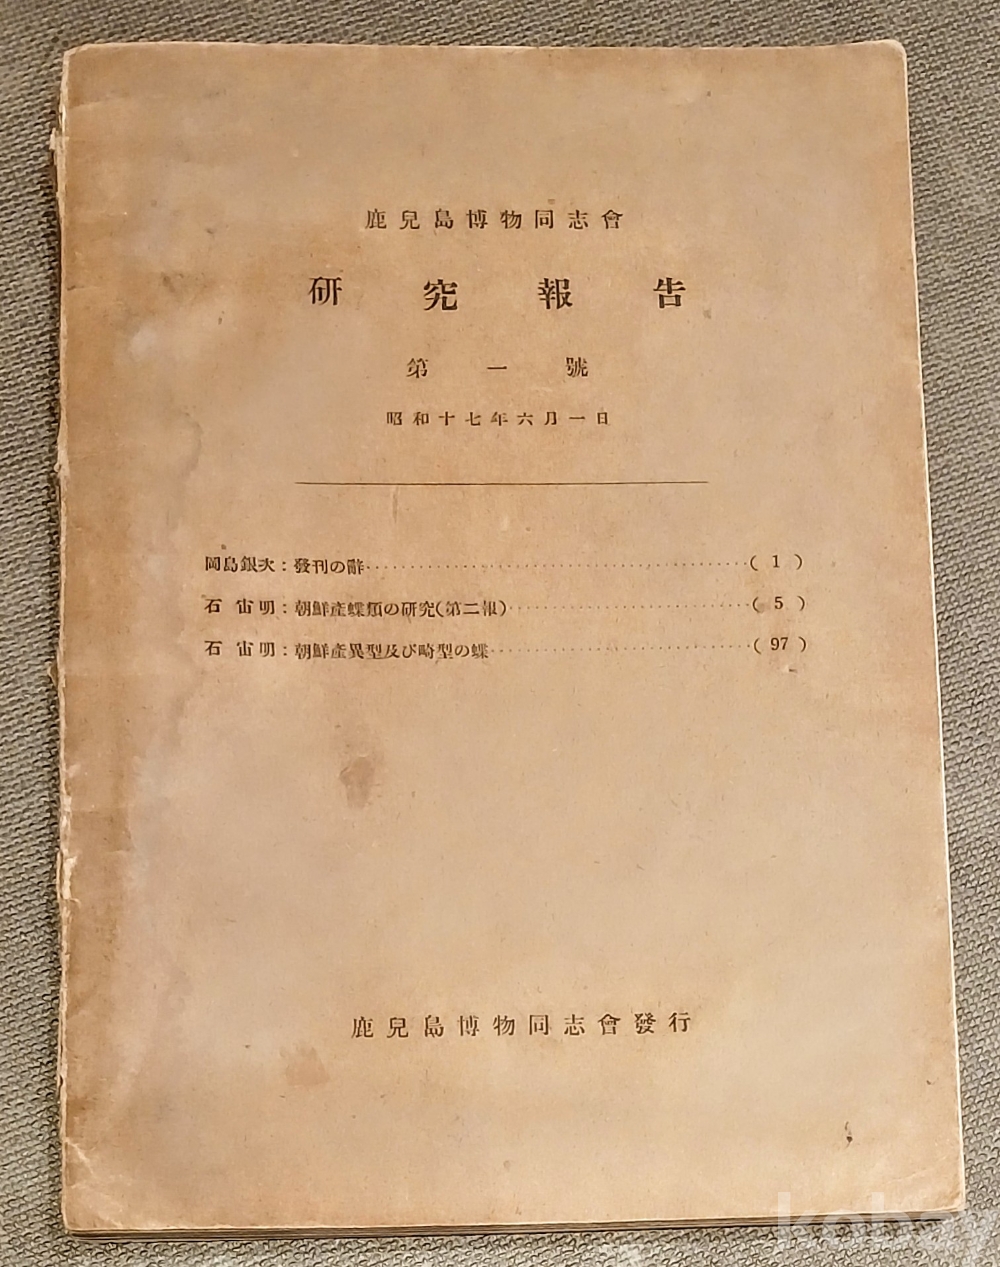 鹿兒島博物同志會
研究報告
第一號
昭和十七年六月一日
岡島銀次：發刊の辭‥‥‥‥‥‥‥‥‥‥‥‥‥‥‥‥（ 1 ）
石宙明：朝鮮產蝶類の硏究（第二報）‥‥‥‥‥‥‥‥‥‥（ 5 ）
石宙明：朝鮮產異型及び畸型の蝶‥‥‥‥‥‥‥‥‥‥‥（ 97 ）
鹿兒島博物同志會發行